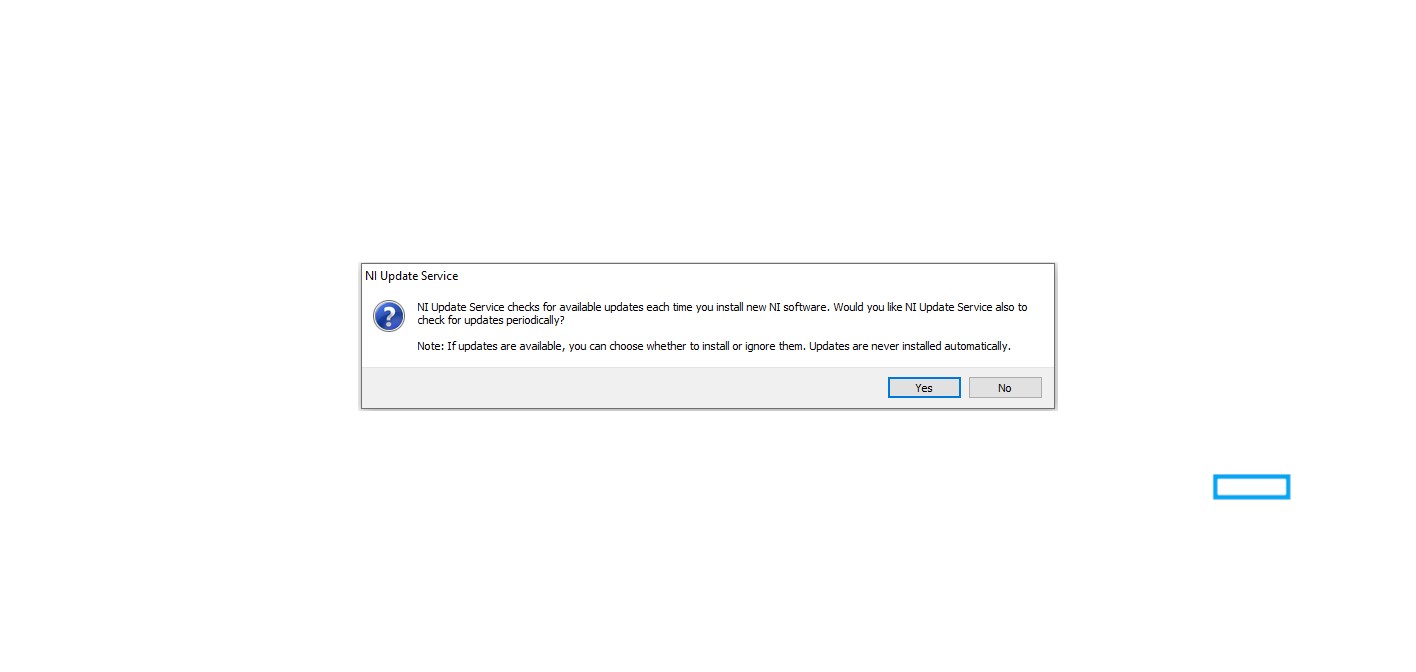 NI Update Service
NI Update Service checks for available updates each time you install new NI software. Would you like NI Update Service also to
check for updates periodically?
Note: If updates are available, you can choose whether to install or ignore them. Updates are never installed automatically.
Yes No